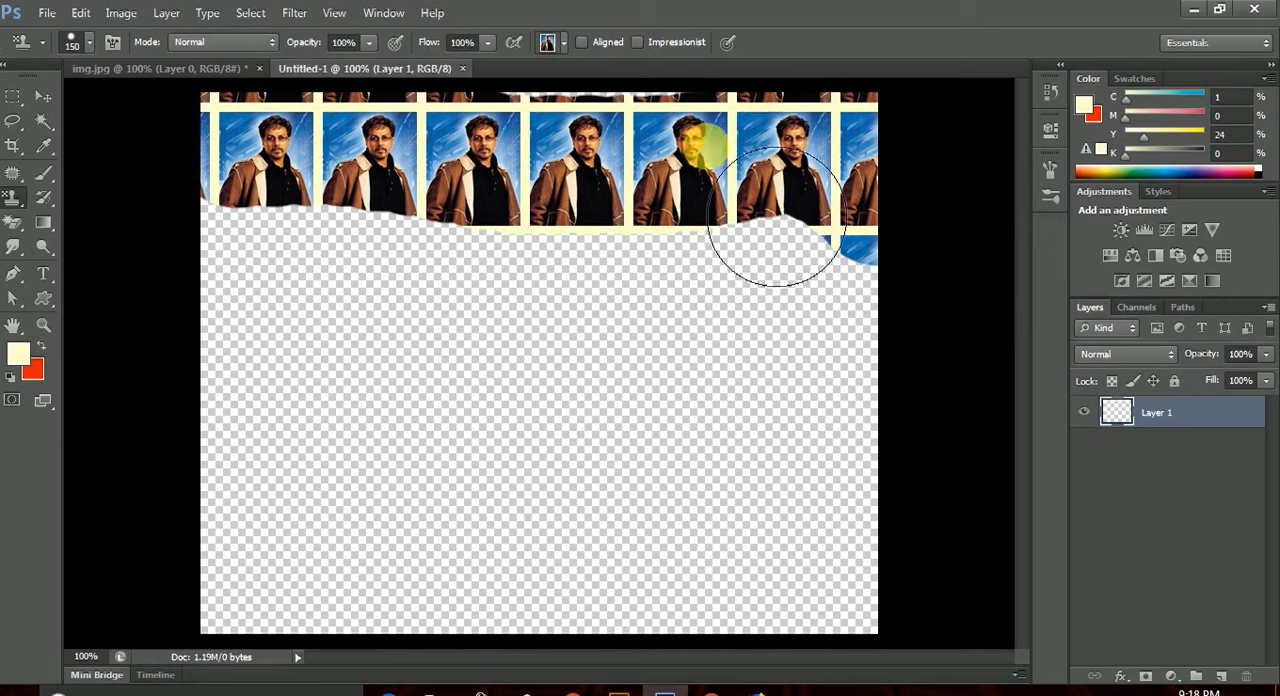 Ps File Edit Image Layer Type Select Filter View Window Help
150 Mode: Normal Opacity: 100% Flow: 100% Aligned Impressionist Essentials
img.jpg @ 100% (Layer 0, RGB/8#) * × Untitled-1 @ 100% (Layer 1, RGB/8) ×
Color Swatches
C 1 %
M 0 %
Y 24 %
K 0 %
Adjustments Styles
Add an adjustment
Layers Channels Paths
Kind
Normal Opacity: 100%
Lock: Fill: 100%
Layer 1
100% Doc: 1.19M/0 bytes
Mini Bridge Timeline
9:18 PM